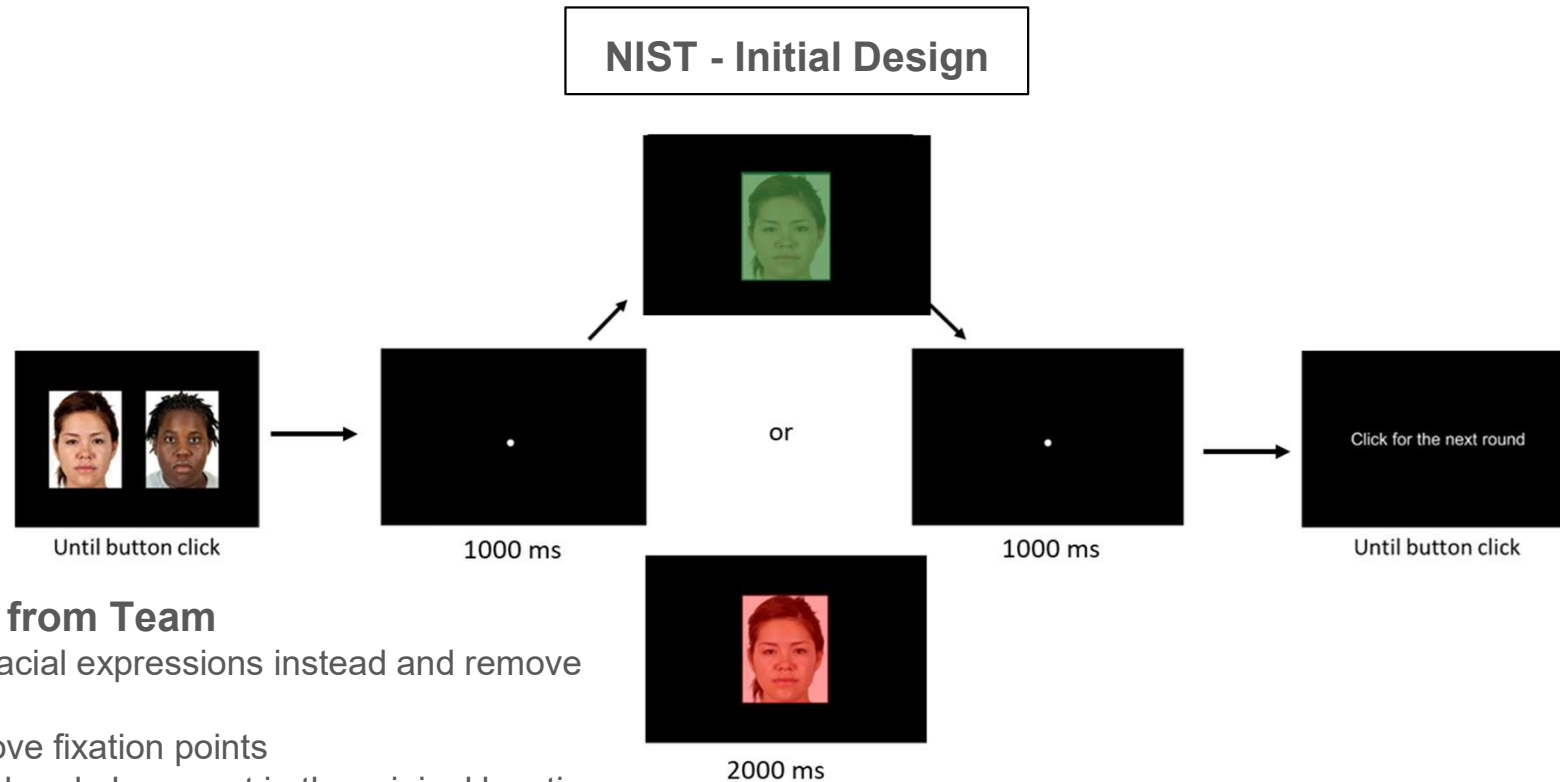 NIST - Initial Design
or
Click for the next round
Until button click
1000 ms
1000 ms
Until button click
from Team
acial expressions instead and remove
ove fixation points
2000 ms